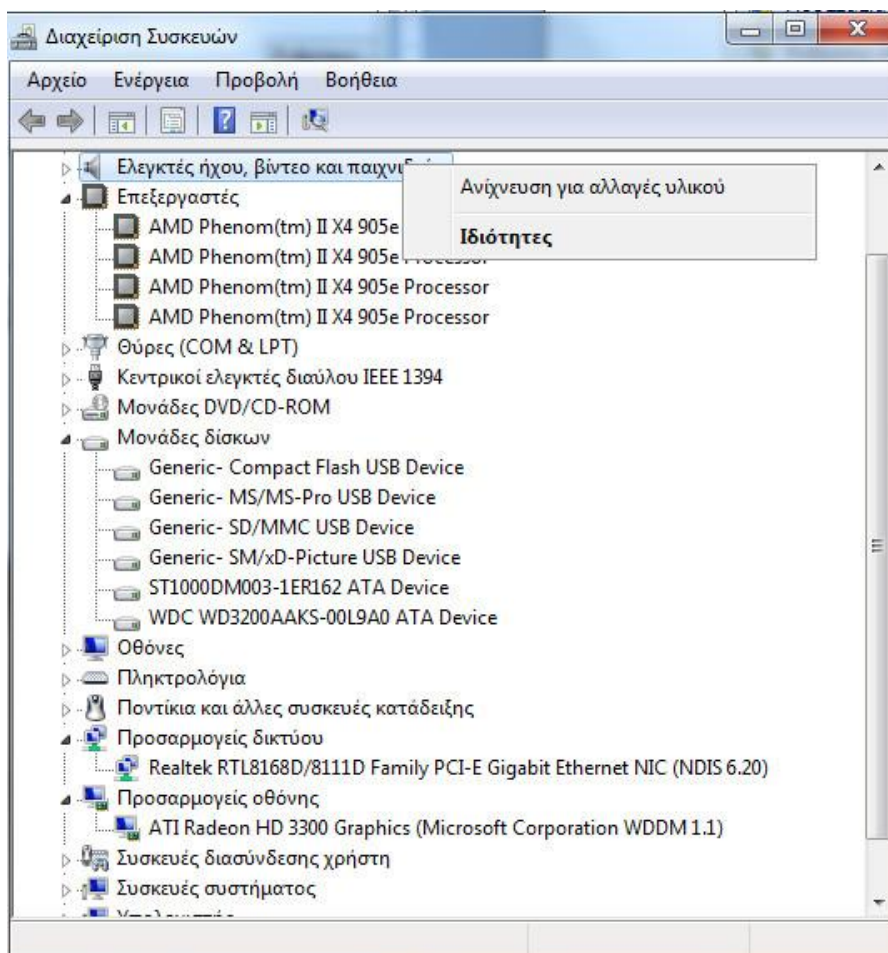 Διαχείριση Συσκευών
Αρχείο Ενέργεια Προβολή Βοήθεια
Ελεγκτές ήχου, βίντεο και
Ανίχνευση για αλλαγές υλικού
Ιδιότητες
Επεξεργαστές
AMD Phenom(tm) II X4 905e
AMD Phenom(tm) II X4 905e Processor
AMD Phenom(tm) II X4 905e Processor
AMD Phenom(tm) II X4 905e Processor
Θύρες (COM & LPT)
Κεντρικοί ελεγκτές διαύλου IEEE 1394
Μονάδες DVD/CD-ROM
Μονάδες δίσκων
Generic- Compact Flash USB Device
Generic- MS/MS-Pro USB Device
Generic- SD/MMC USB Device
Generic- SM/xD-Picture USB Device
ST1000DM003-1ER162 ATA Device
WDC WD3200AAKS-00L9A0 ATA Device
Οθόνες
Πληκτρολόγια
Ποντίκια και άλλες συσκευές κατάδειξης
Προσαρμογείς δικτύου
Realtek RTL8168D/8111D Family PCI-E Gigabit Ethernet NIC (NDIS 6.20)
Προσαρμογείς οθόνης
ATI Radeon HD 3300 Graphics (Microsoft Corporation WDDM 1.1)
Συσκευές διασύνδεσης χρήστη
Συσκευές συστήματος